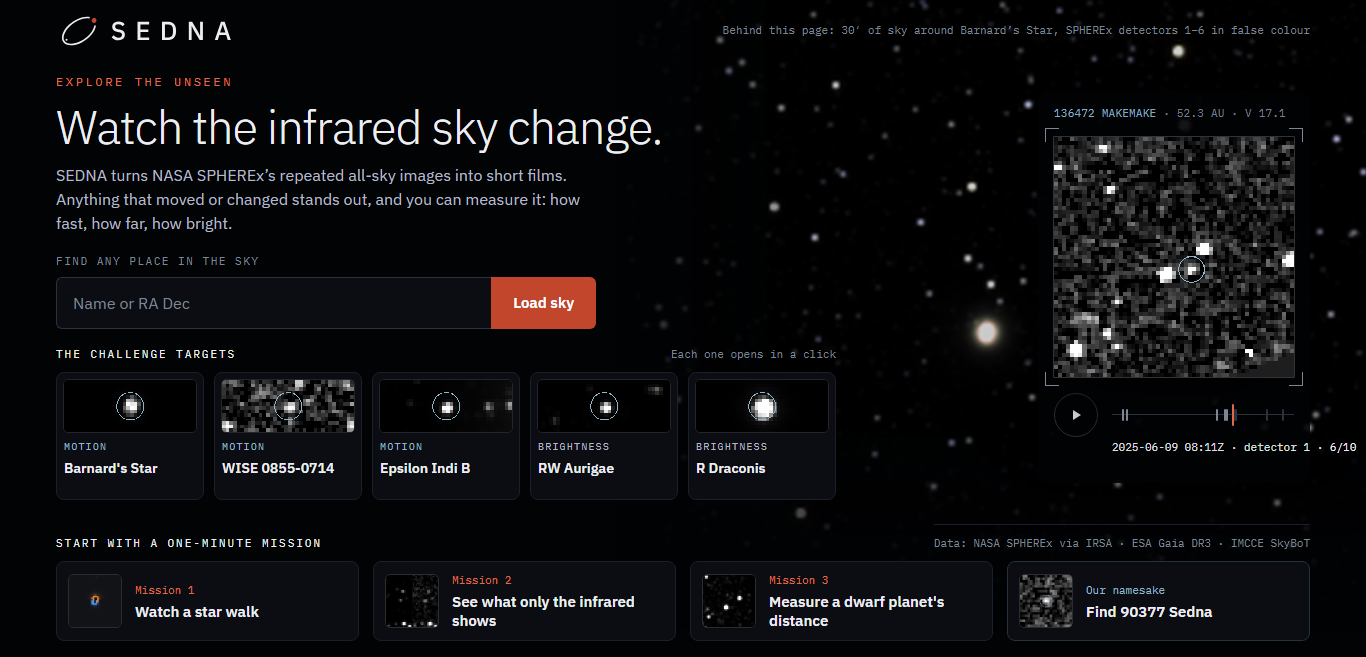 SEDNA
Behind this page: 30′ of sky around Barnard’s Star, SPHEREx detectors 1–6 in false colour
EXPLORE THE UNSEEN
Watch the infrared sky change.
SEDNA turns NASA SPHEREx’s repeated all-sky images into short films.
Anything that moved or changed stands out, and you can measure it: how
fast, how far, how bright.
FIND ANY PLACE IN THE SKY
Name or RA Dec
Load sky
136472 MAKEMAKE · 52.3 AU · V 17.1
2025-06-09 08:11Z · detector 1 · 6/10
THE CHALLENGE TARGETS
Each one opens in a click
MOTION
Barnard's Star
MOTION
WISE 0855-0714
MOTION
Epsilon Indi B
BRIGHTNESS
RW Aurigae
BRIGHTNESS
R Draconis
START WITH A ONE-MINUTE MISSION
Data: NASA SPHEREx via IRSA · ESA Gaia DR3 · IMCCE SkyBoT
Mission 1
Watch a star walk
Mission 2
See what only the infrared
shows
Mission 3
Measure a dwarf planet's
distance
Our namesake
Find 90377 Sedna